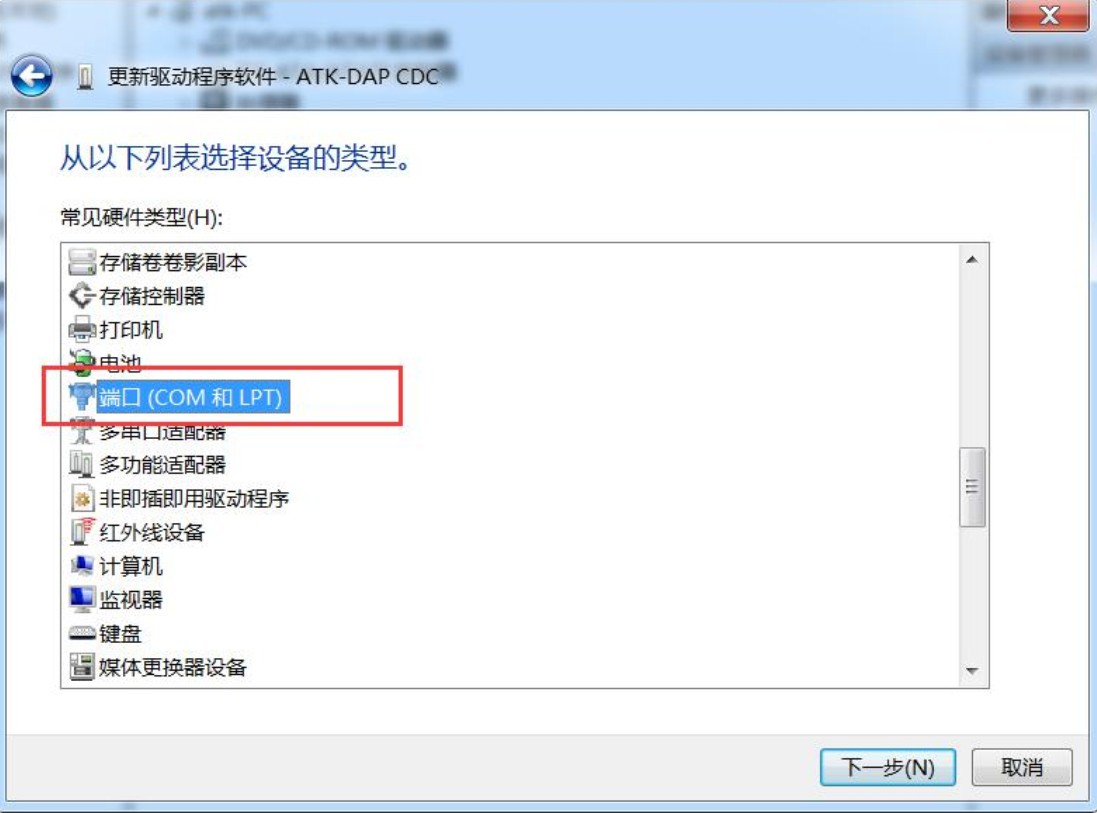 更新驱动程序软件 - ATK-DAP CDC
从以下列表选择设备的类型。
常见硬件类型(H):
存储卷卷影副本
存储控制器
打印机
电池
端口 (COM 和 LPT)
多串口适配器
多功能适配器
非即插即用驱动程序
红外线设备
计算机
监视器
键盘
媒体更换器设备
下一步(N)
取消